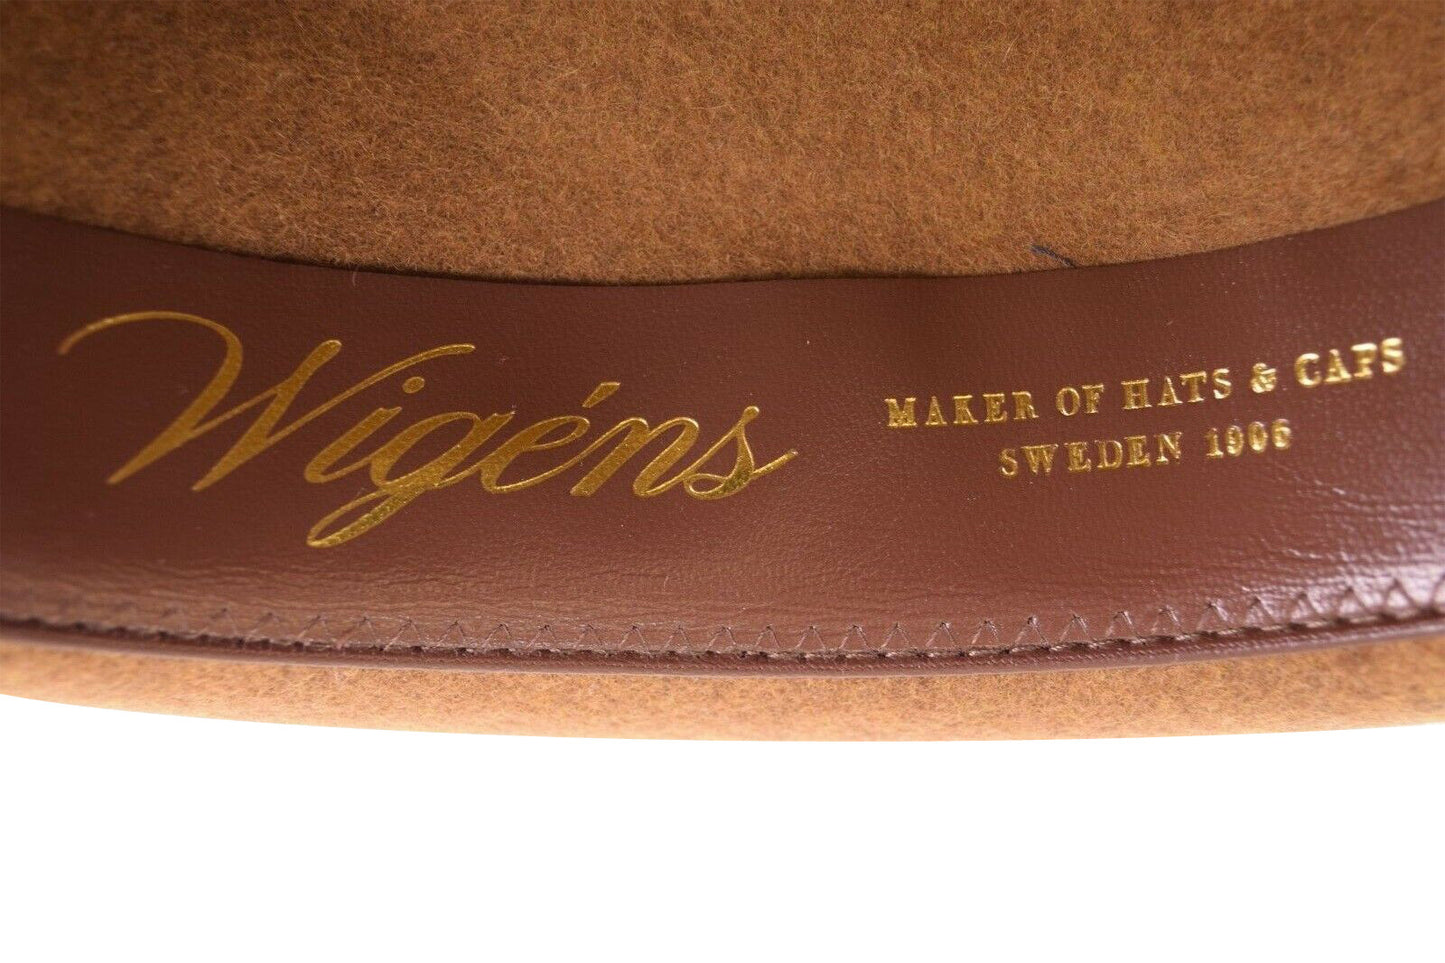 Wigéns
MAKER OF HATS & CAPS
SWEDEN 1906